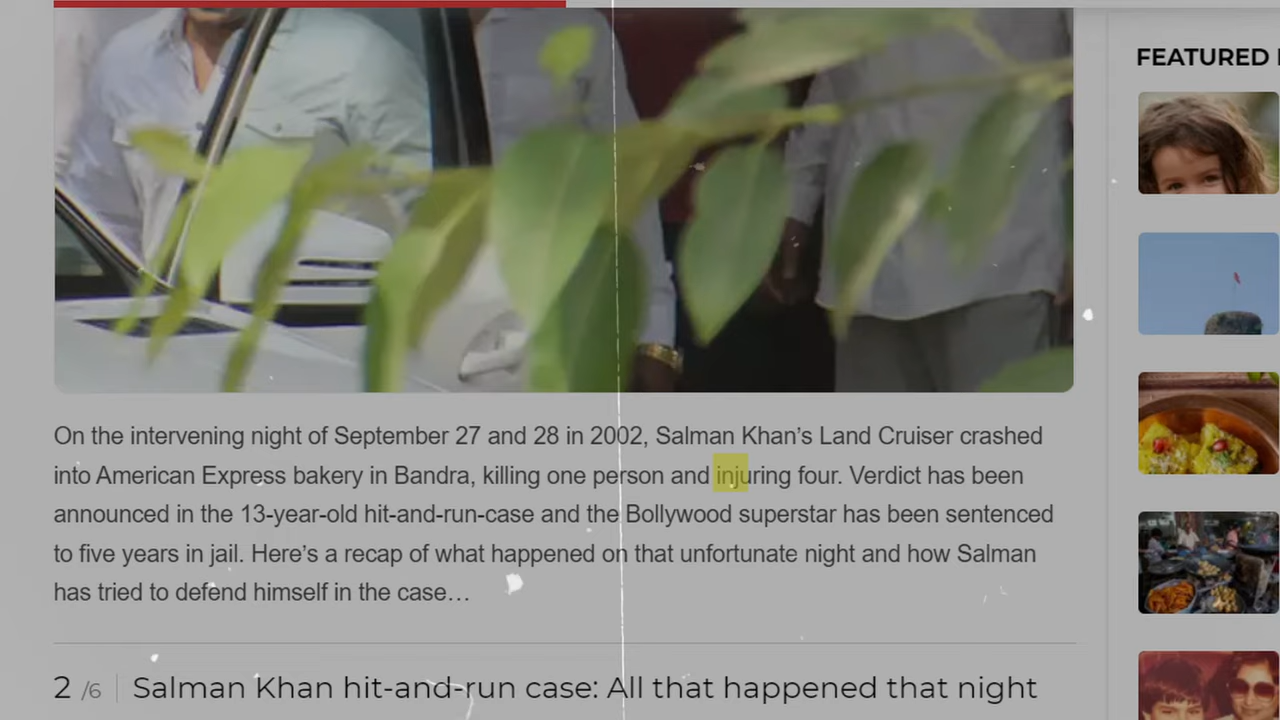 FEATURED
On the intervening night of September 27 and 28 in 2002, Salman Khan’s Land Cruiser crashed
into American Express bakery in Bandra, killing one person and injuring four. Verdict has been
announced in the 13-year-old hit-and-run-case and the Bollywood superstar has been sentenced
to five years in jail. Here’s a recap of what happened on that unfortunate night and how Salman
has tried to defend himself in the case…
2 /6 Salman Khan hit-and-run case: All that happened that night